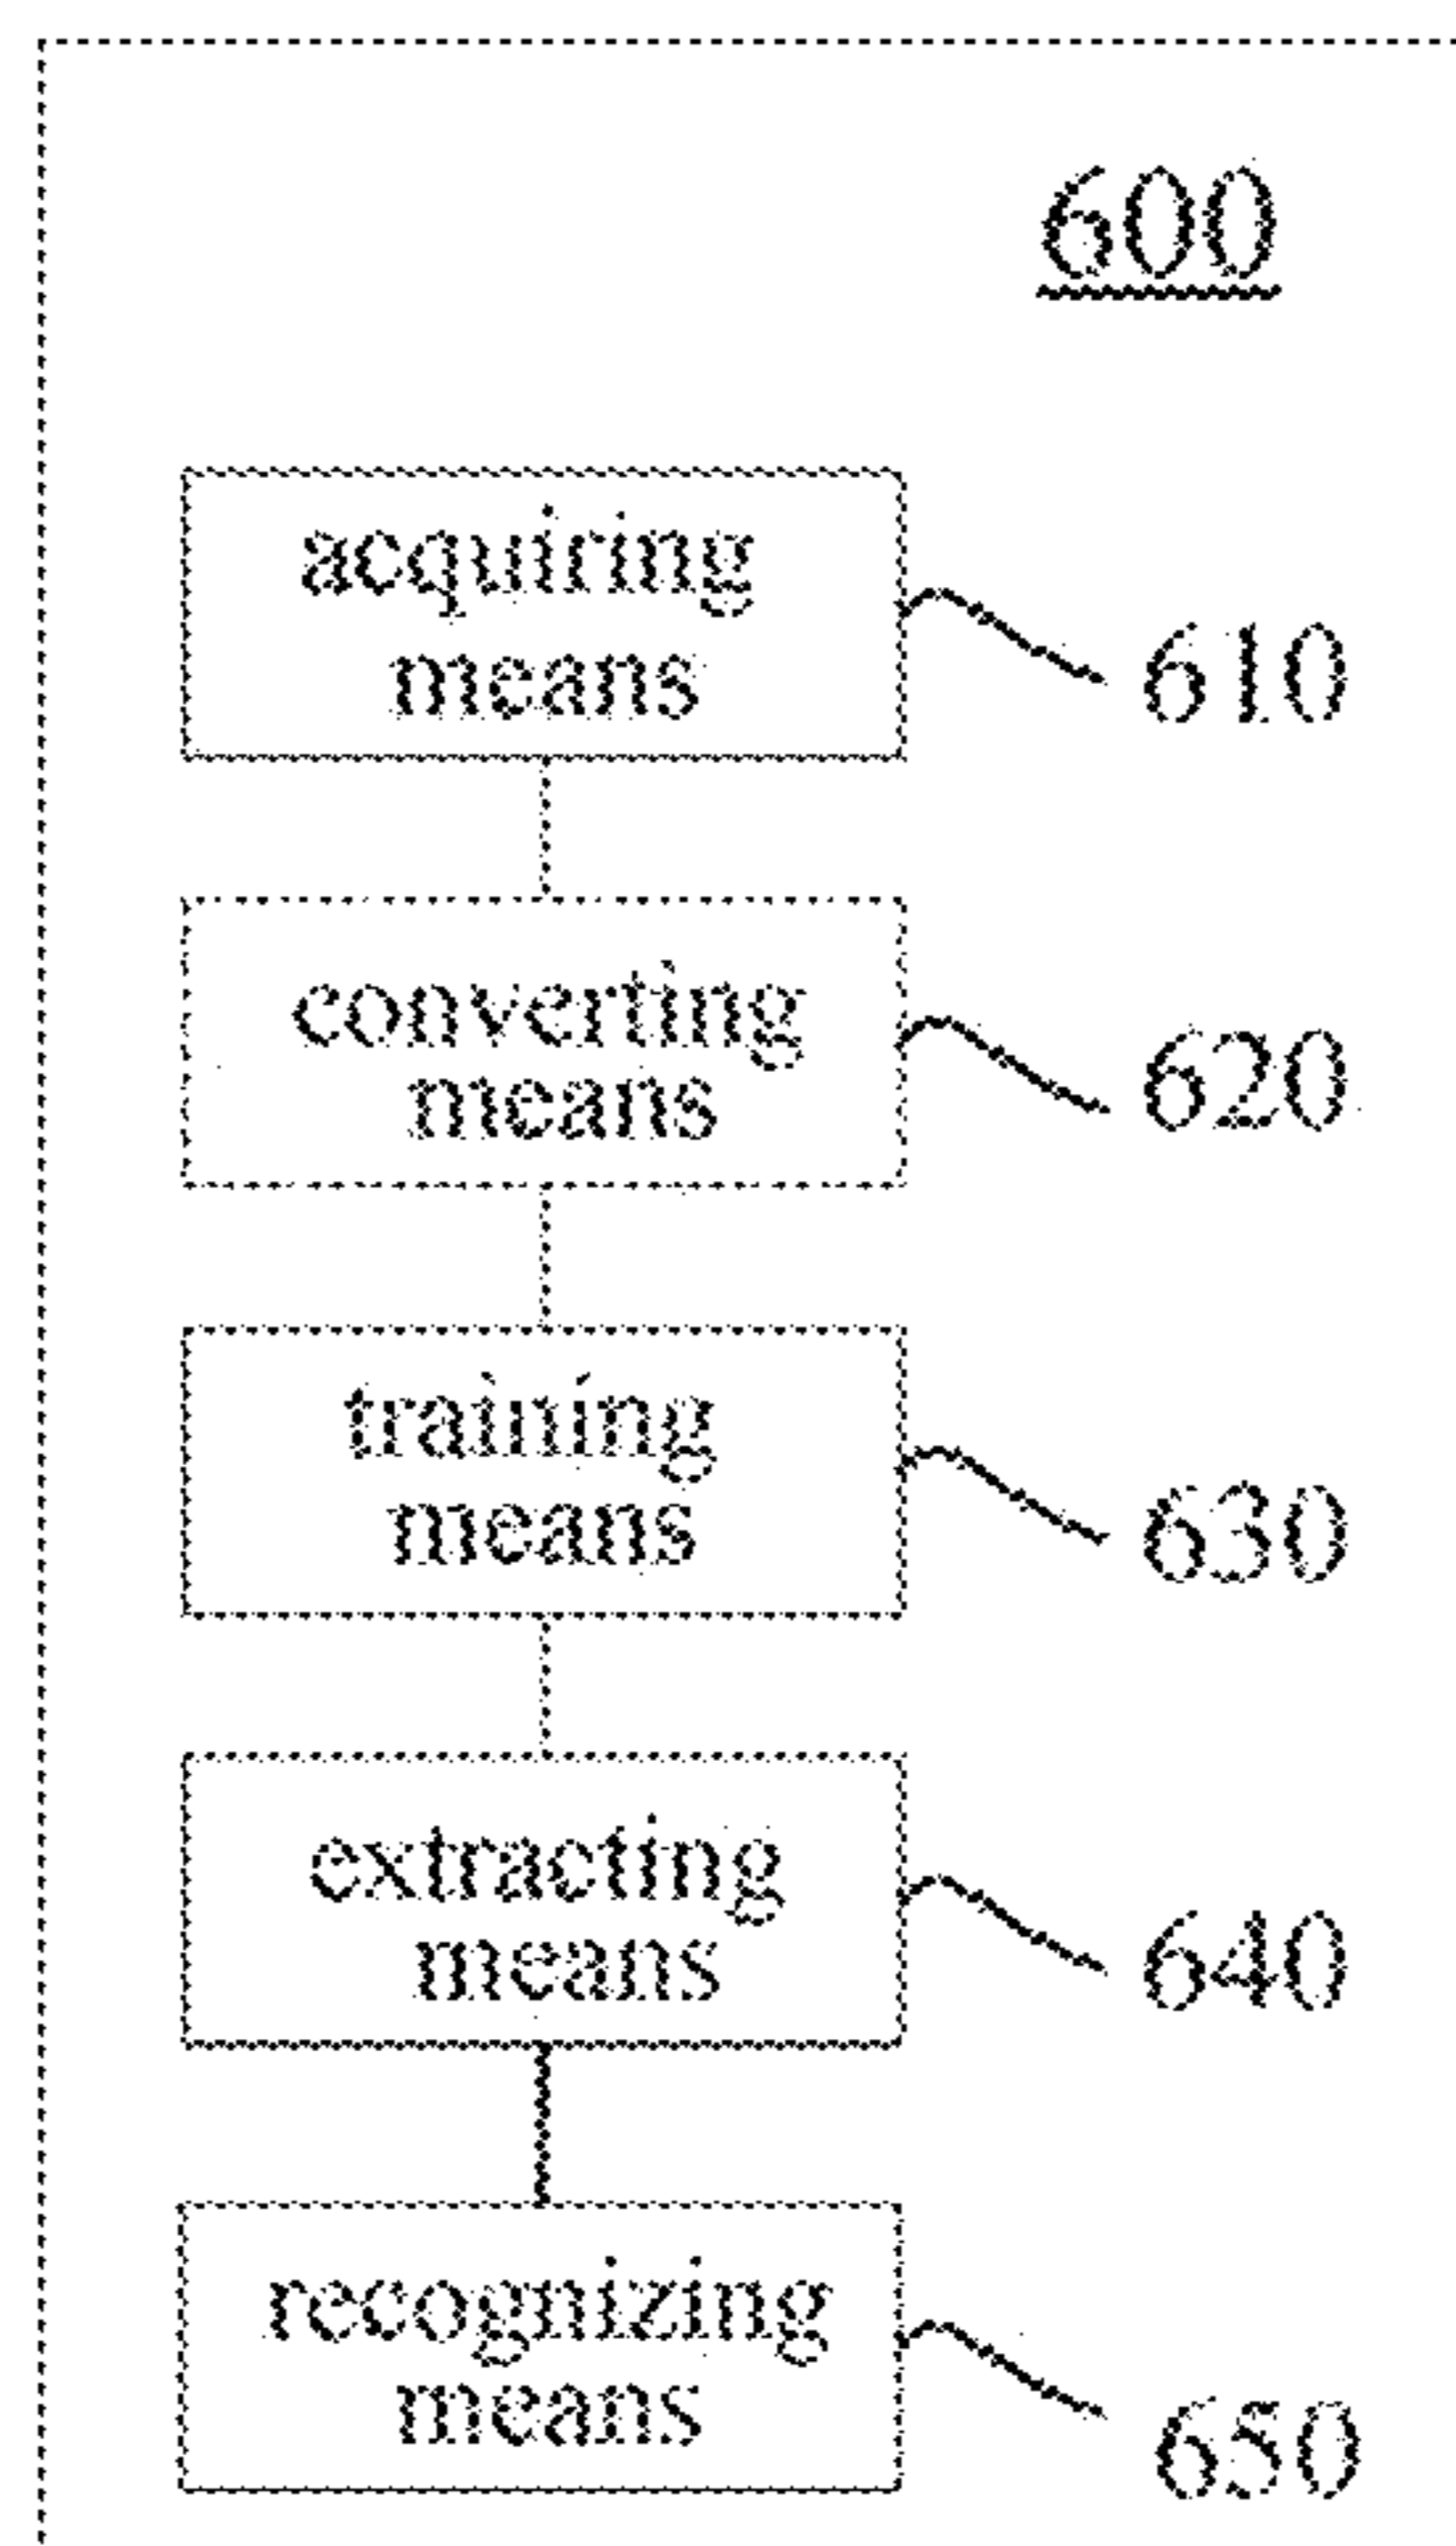 600
acquiring
means
610
converting
means
620
training
means
630
extracting
means
640
recognizing
means
650